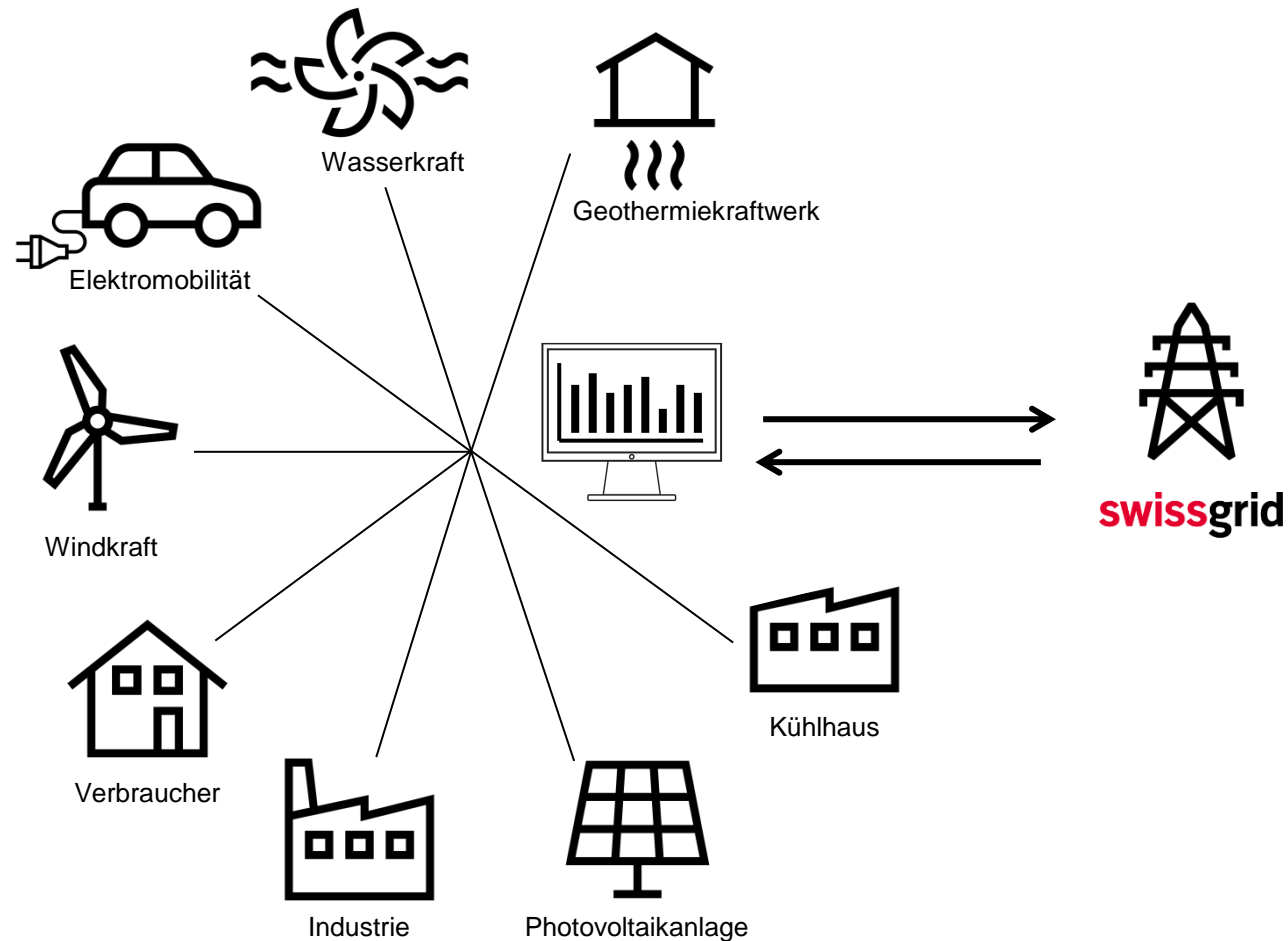 Wasserkraft
Geothermiekraftwerk
Elektromobilität
Windkraft
swissgrid
Kühlhaus
Verbraucher
Industrie
Photovoltaikanlage